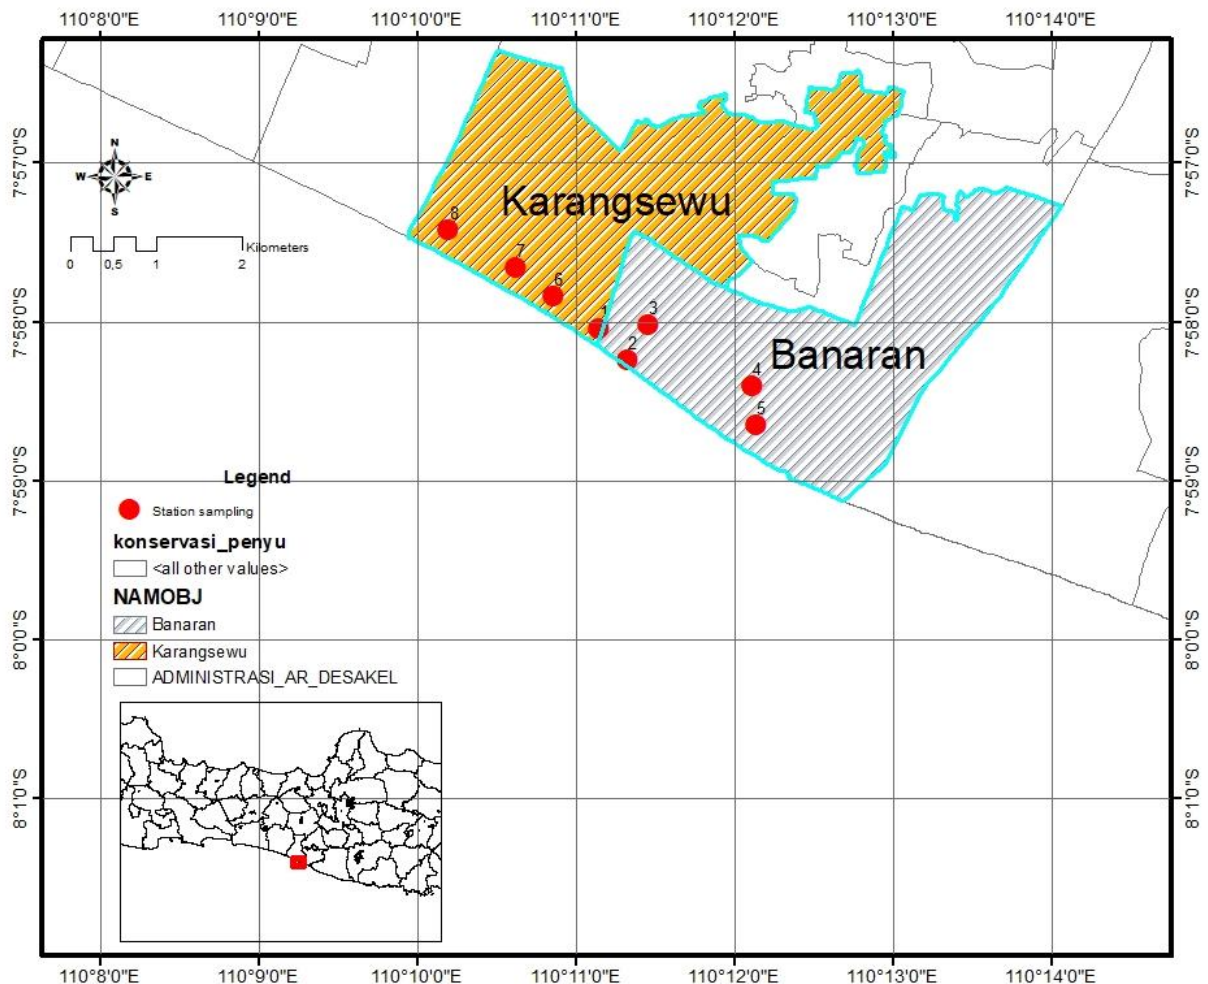 110°8'0"E 110°9'0"E 110°10'0"E 110°11'0"E 110°12'0"E 110°13'0"E 110°14'0"E
7°57'0"S
7°58'0"S
7°59'0"S
8°0'0"S
8°1'0"S
N
W E
S
0 0,5 1 2
Kilometers
Karangsewu
8
7
6
1
3
2
Banaran
4
5
Legend
Station sampling
konservasi_penyu
<all other values>
NAMOBJ
Banaran
Karangsewu
ADMINISTRASI_AR_DESAKEL
7°57'0"S
7°58'0"S
7°59'0"S
8°0'0"S
8°1'0"S
110°8'0"E 110°9'0"E 110°10'0"E 110°11'0"E 110°12'0"E 110°13'0"E 110°14'0"E